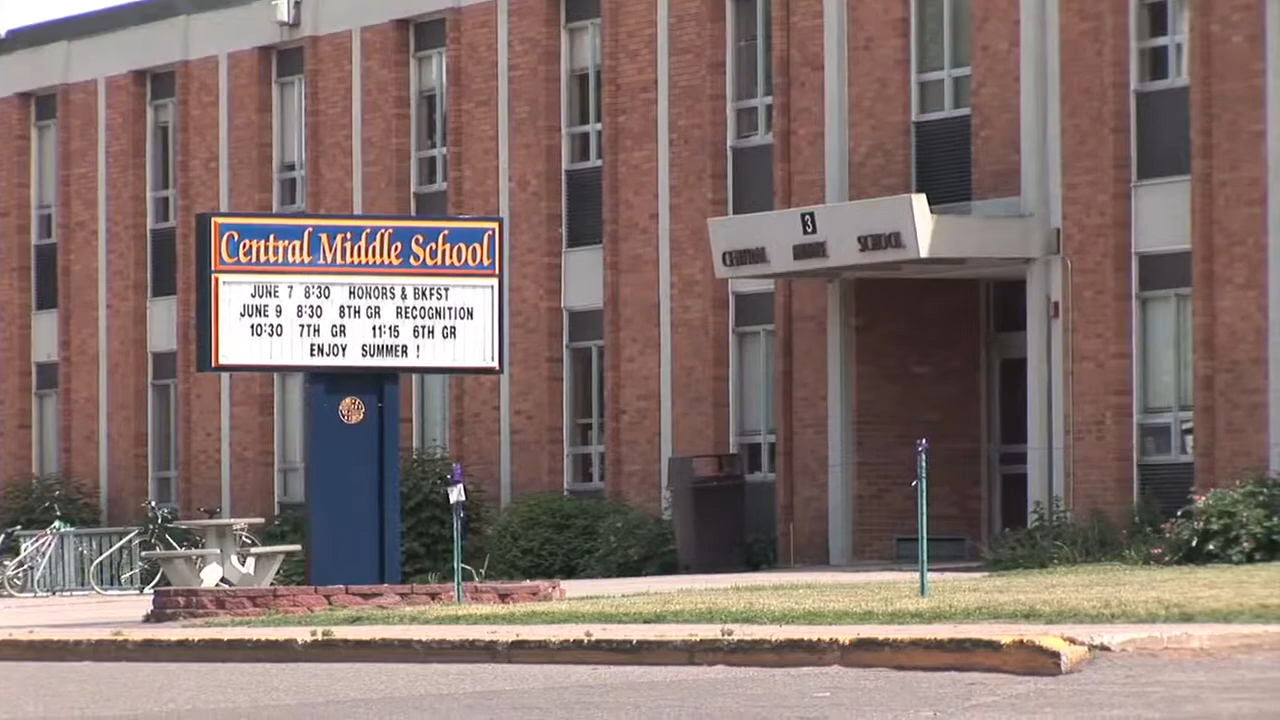 Central Middle School
JUNE 7 8:30 HONORS & BKFST
JUNE 9 8:30 8TH GR RECOGNITION
10:30 7TH GR 11:15 6TH GR
ENJOY SUMMER !
3
CENTRAL MIDDLE SCHOOL